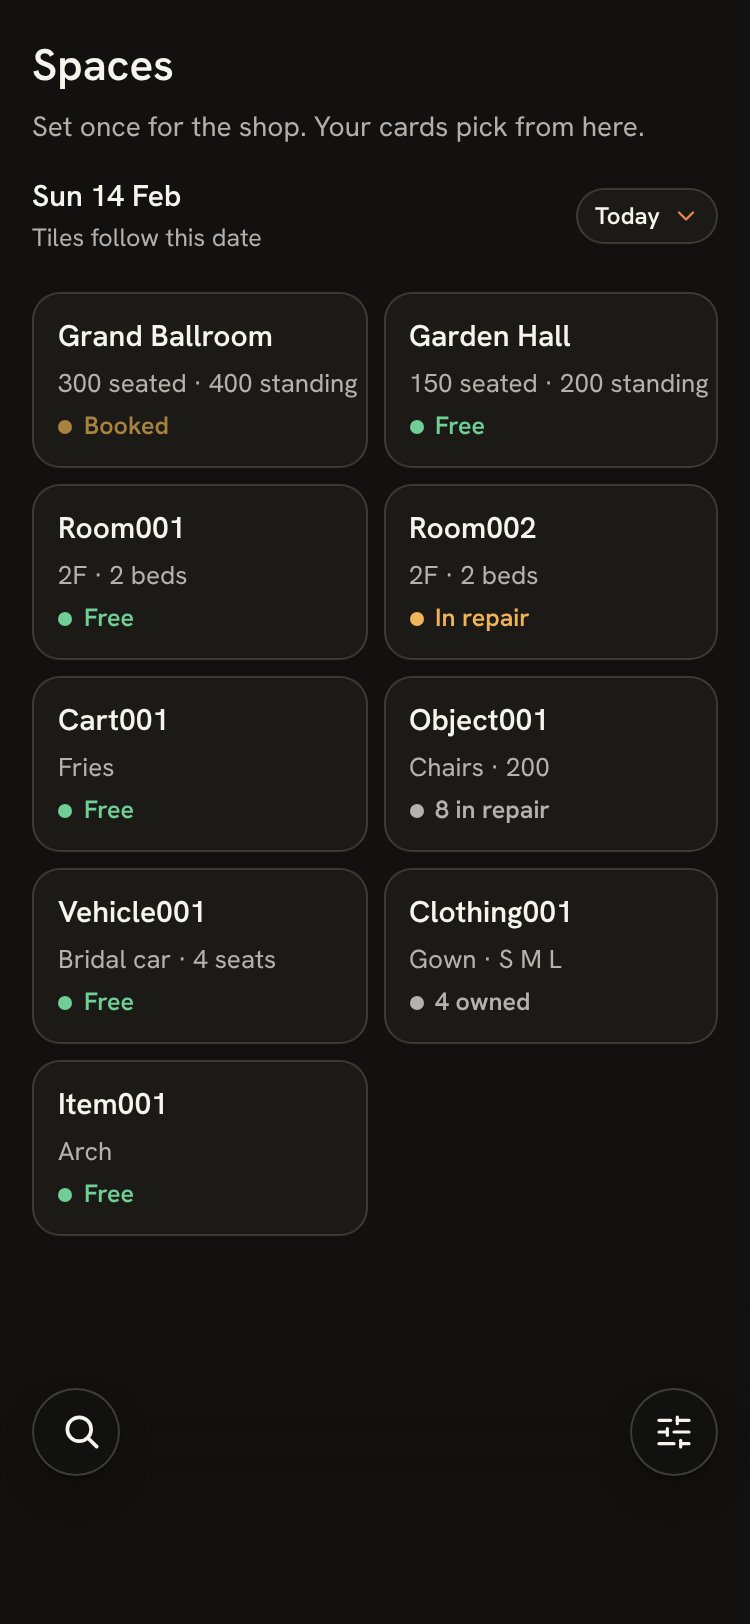 Spaces
Set once for the shop. Your cards pick from here.
Sun 14 Feb
Tiles follow this date
Today
Grand Ballroom
300 seated · 400 standing
Booked
Garden Hall
150 seated · 200 standing
Free
Room001
2F · 2 beds
Free
Room002
2F · 2 beds
In repair
Cart001
Fries
Free
Object001
Chairs · 200
8 in repair
Vehicle001
Bridal car · 4 seats
Free
Clothing001
Gown · S M L
4 owned
Item001
Arch
Free